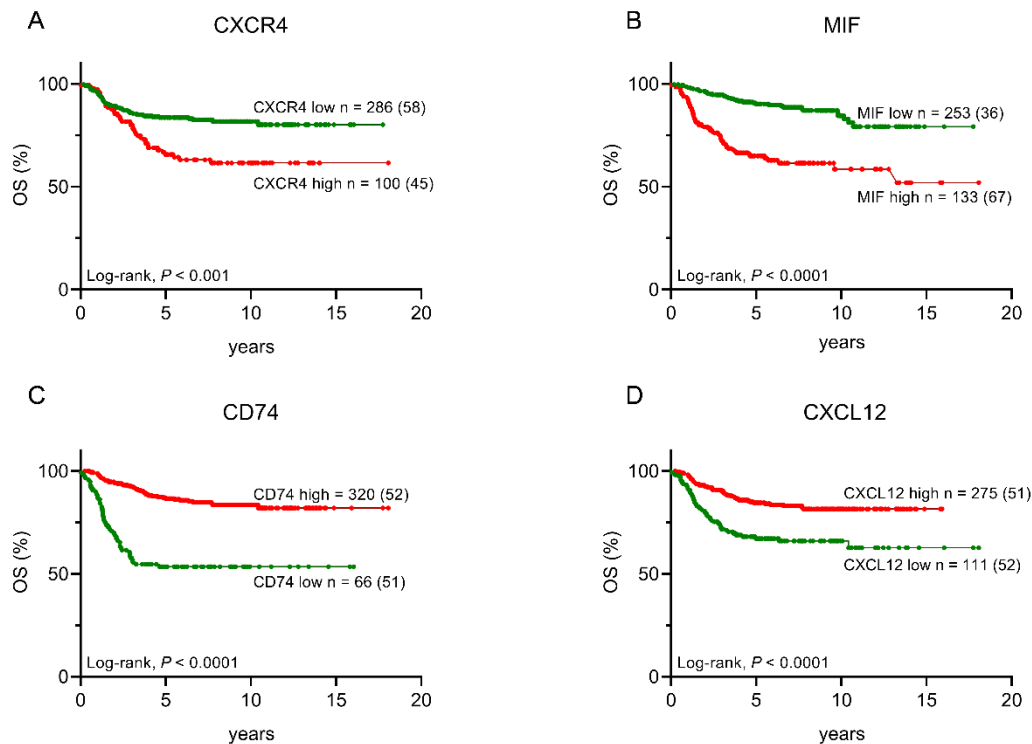 A
CXCR4
100
50
0
OS (%)
CXCR4 low n = 286 (58)
CXCR4 high n = 100 (45)
Log-rank, P < 0.001
0 5 10 15 20
years
B
MIF
100
50
0
OS (%)
MIF low n = 253 (36)
MIF high n = 133 (67)
Log-rank, P < 0.0001
0 5 10 15 20
years
C
CD74
100
50
0
OS (%)
CD74 high = 320 (52)
CD74 low n = 66 (51)
Log-rank, P < 0.0001
0 5 10 15 20
years
D
CXCL12
100
50
0
OS (%)
CXCL12 high n = 275 (51)
CXCL12 low n = 111 (52)
Log-rank, P < 0.0001
0 5 10 15 20
years